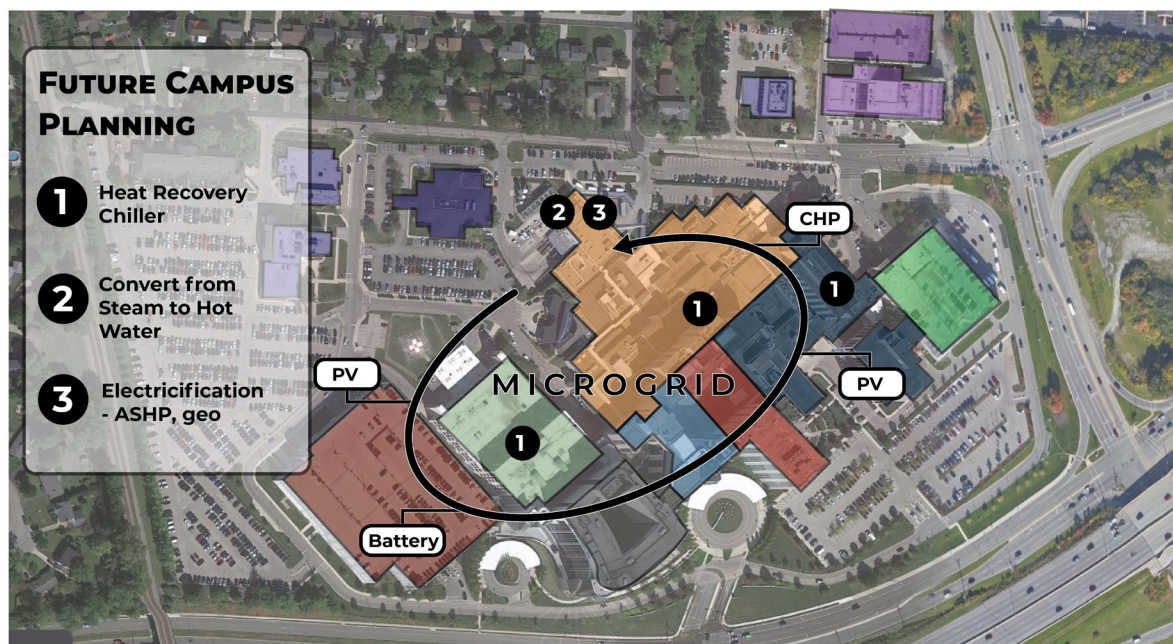 FUTURE CAMPUS
PLANNING
1 Heat Recovery
Chiller
2 Convert from
Steam to Hot
Water
3 Electricification
- ASHP, geo
2 3
CHP
1
1
PV
MICROGRID
PV
1
Battery